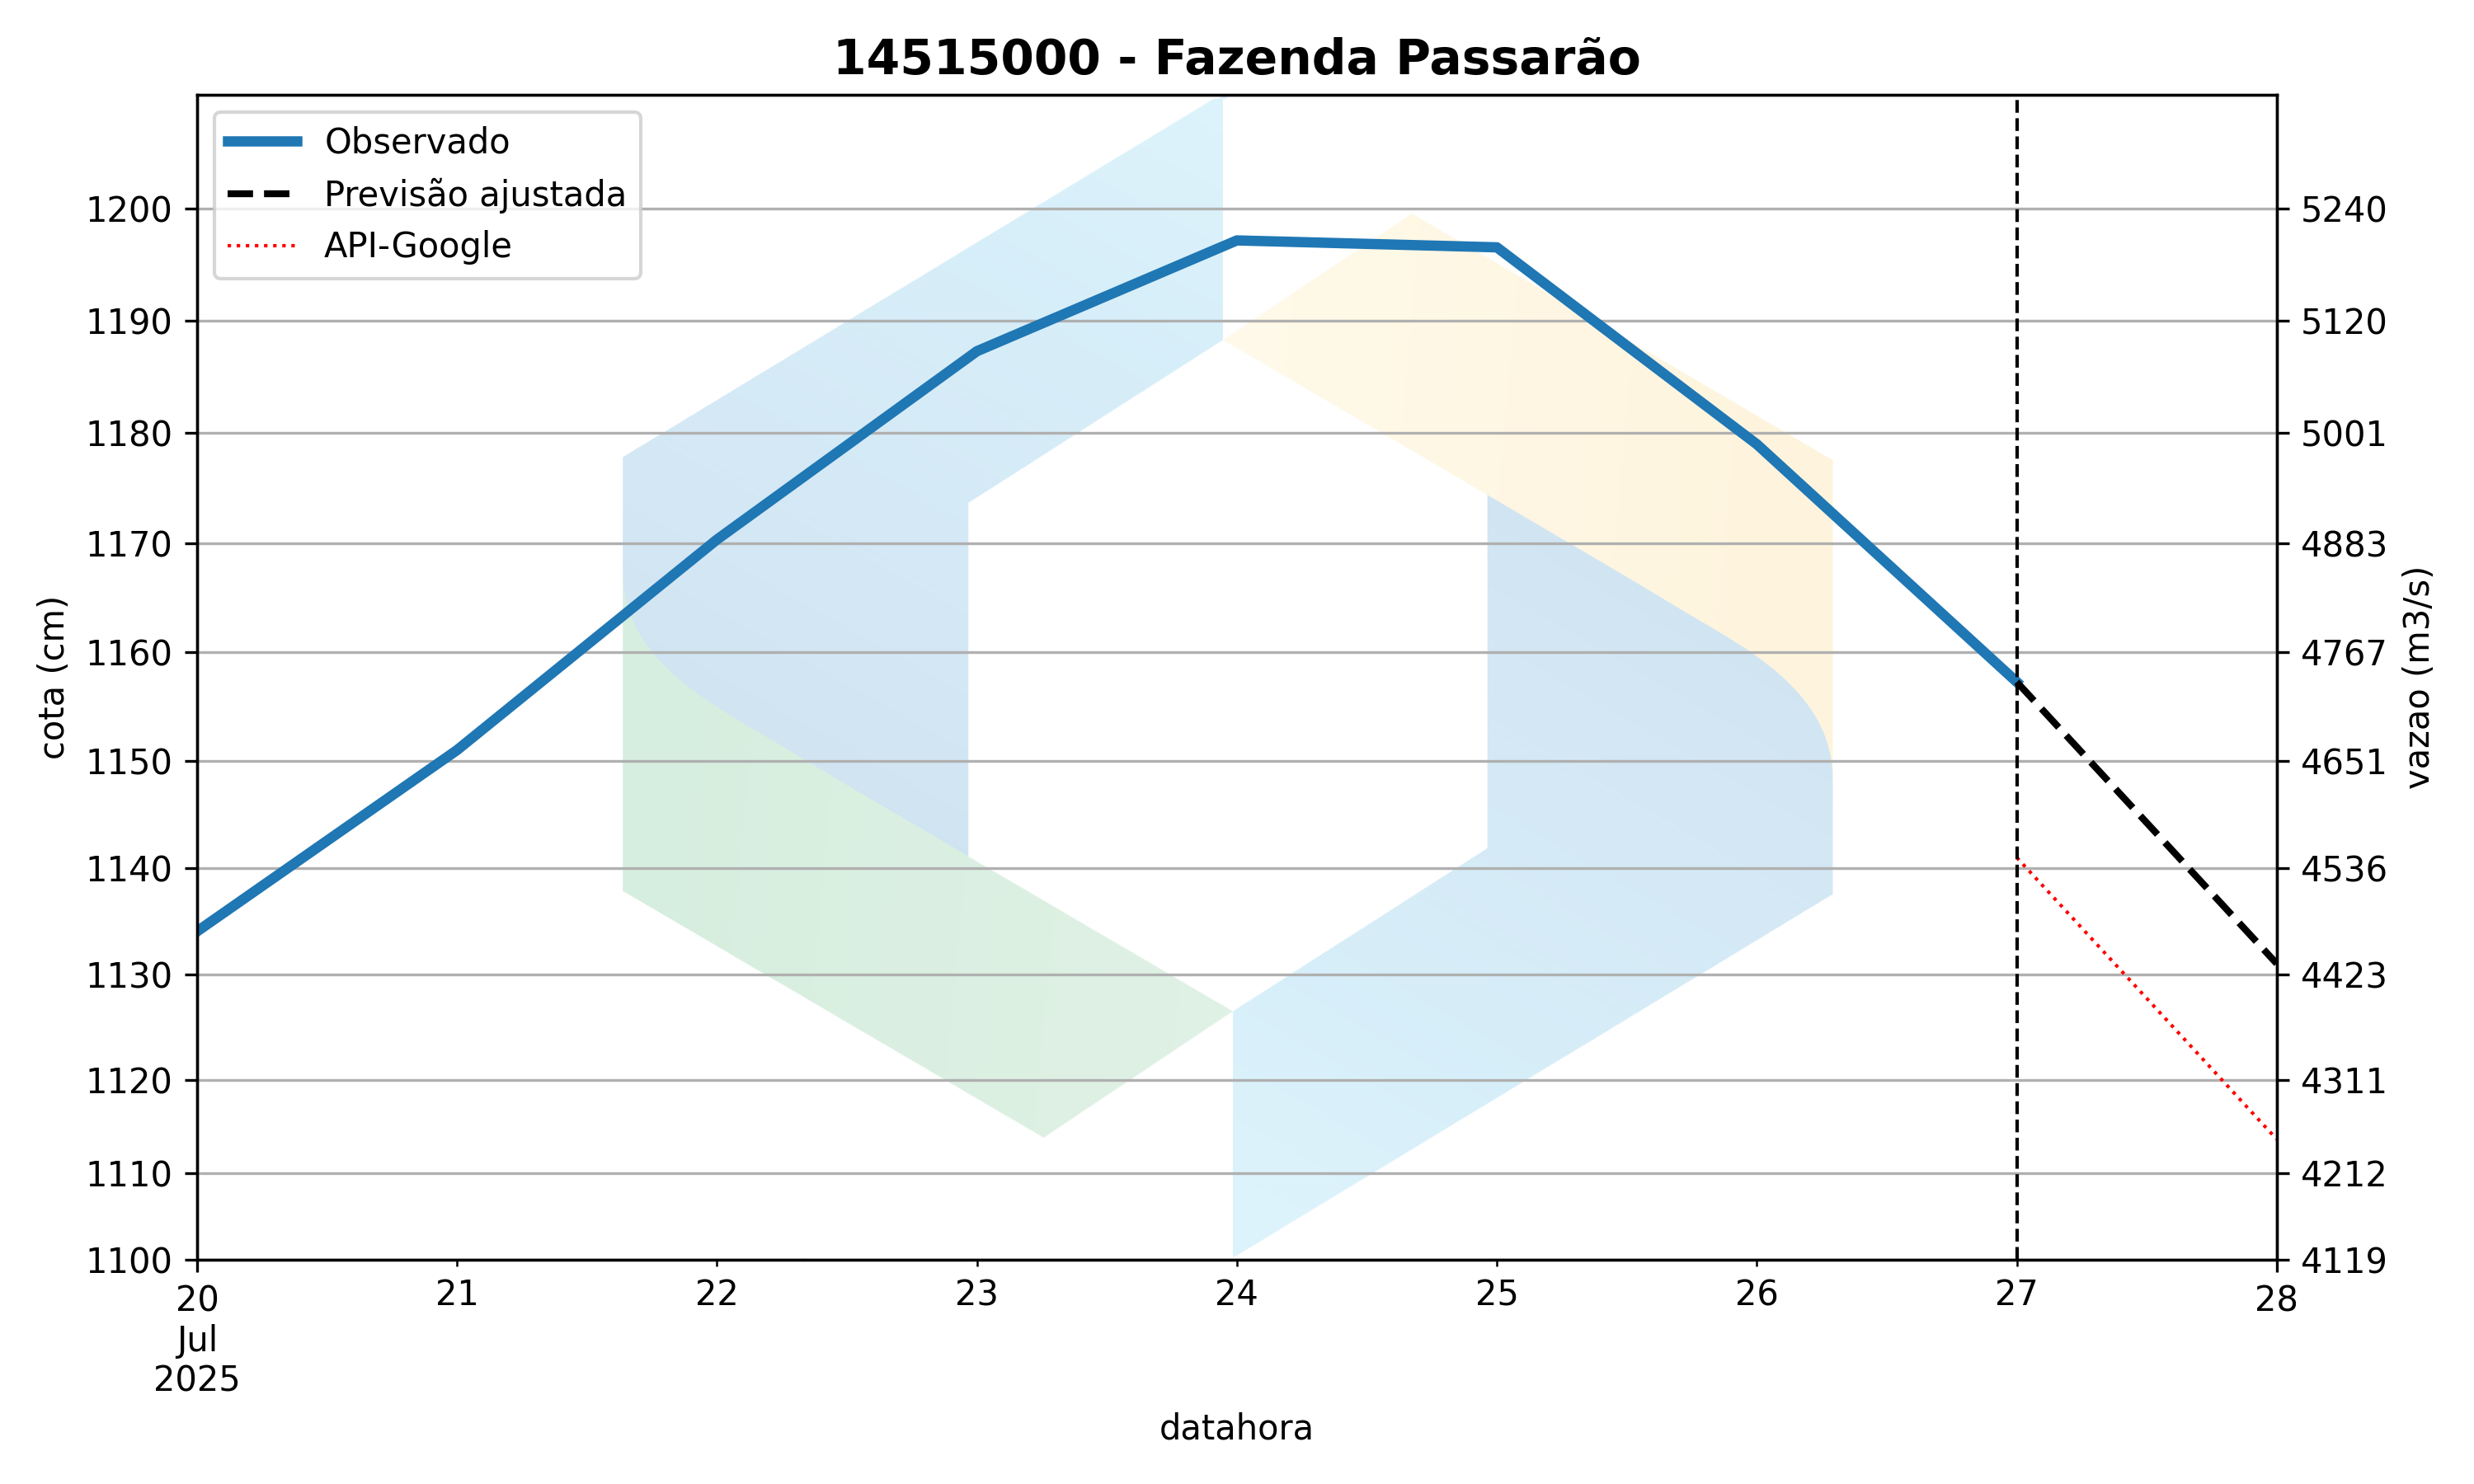 14515000 - Fazenda Passarão
Observado
Previsão ajustada
API-Google
cota (cm)
1200
1190
1180
1170
1160
1150
1140
1130
1120
1110
1100
5240
5120
5001
4883
4767
4651
4536
4423
4311
4212
4119
vazao (m3/s)
20 21 22 23 24 25 26 27 28
Jul
2025
datahora